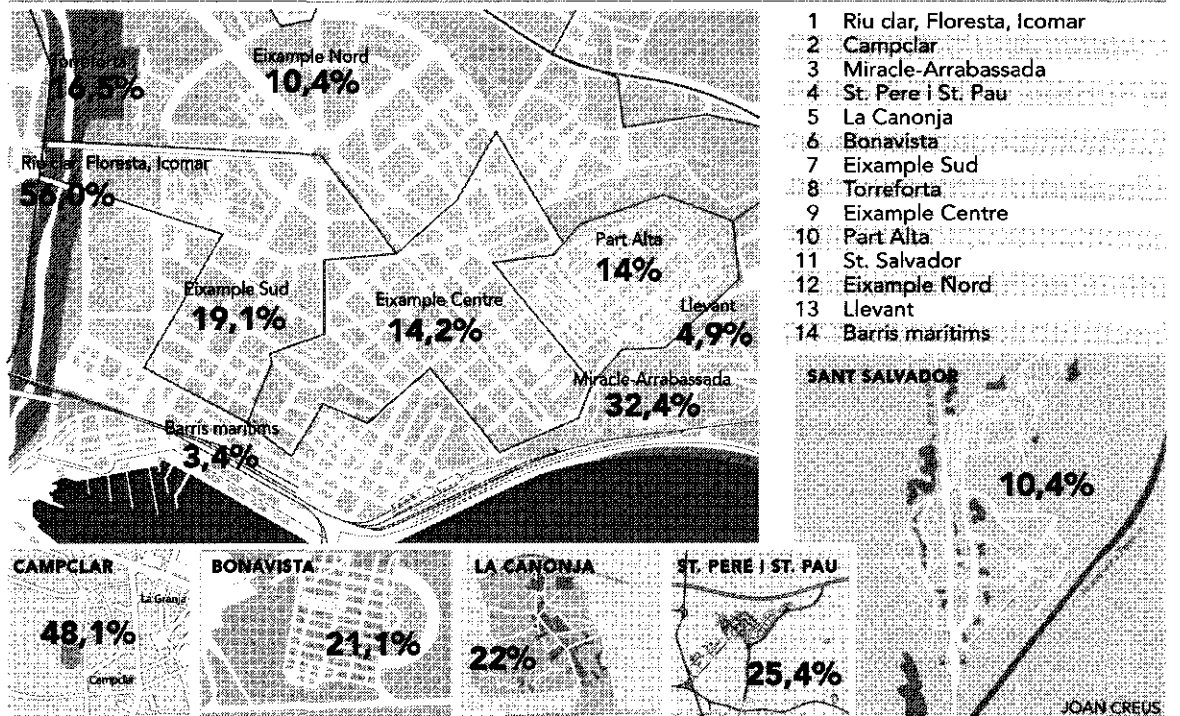 Torreforta
16,5%
Eixample Nord
10,4%
Riu clar, Floresta, Icomar
56,0%
Eixample Sud
19,1%
Eixample Centre
14,2%
Part Alta
14%
Llevant
4,9%
Miracle-Arrabassada
32,4%
Barris marítims
3,4%
1 Riu clar, Floresta, Icomar
2 Campclar
3 Miracle-Arrabassada
4 St. Pere i St. Pau
5 La Canonja
6 Bonavista
7 Eixample Sud
8 Torreforta
9 Eixample Centre
10 Part Alta
11 St. Salvador
12 Eixample Nord
13 Llevant
14 Barris marítims
SANT SALVADOR
10,4%
CAMPCLAR
La Granja
48,1%
Campclar
BONAVISTA
21,1%
LA CANONJA
22%
ST. PERE I ST. PAU
25,4%
JOAN CREUS